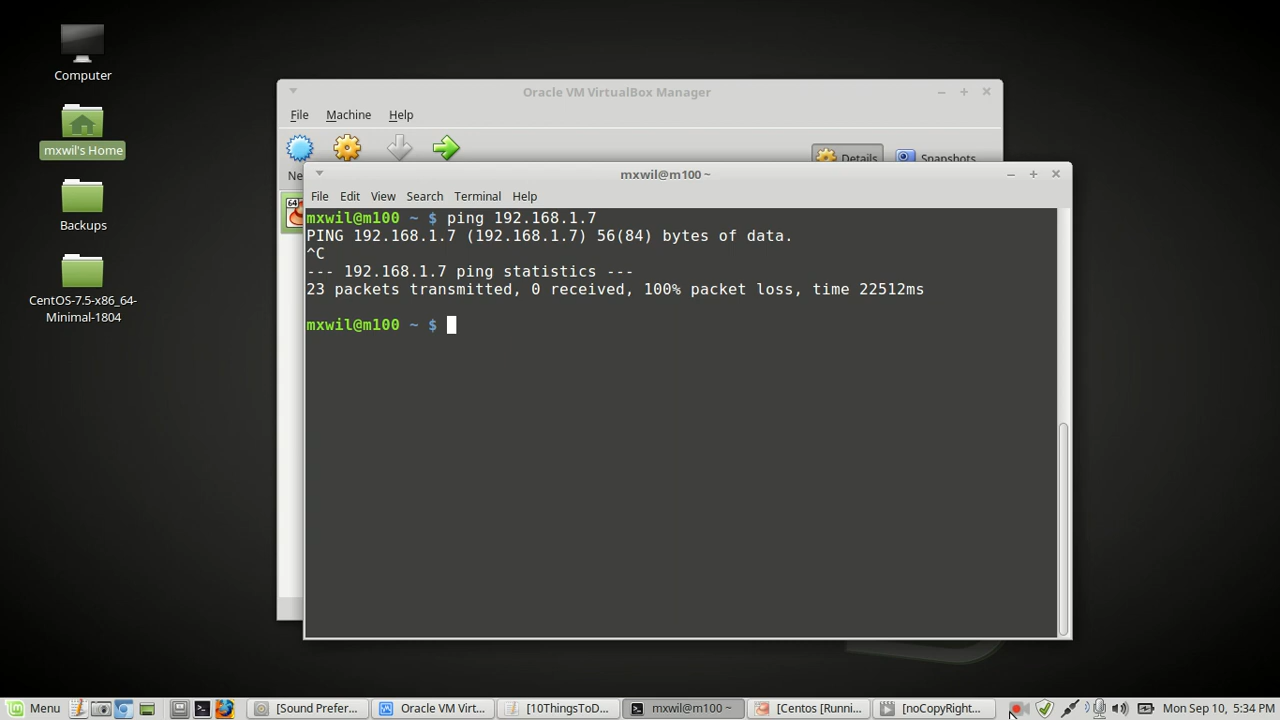 Computer
mxwil's Home
Backups
CentOS-7.5-x86_64-
Minimal-1804
Oracle VM VirtualBox Manager
File Machine Help
Details
Snapshots
64
mxwil@m100 ~
File Edit View Search Terminal Help
mxwil@m100 ~ $ ping 192.168.1.7
PING 192.168.1.7 (192.168.1.7) 56(84) bytes of data.
^C
--- 192.168.1.7 ping statistics ---
23 packets transmitted, 0 received, 100% packet loss, time 22512ms
mxwil@m100 ~ $
Menu [Sound Prefer... Oracle VM Virt... [10ThingsToD... mxwil@m100 ~ [Centos [Runni... [noCopyRight... Mon Sep 10, 5:34 PM